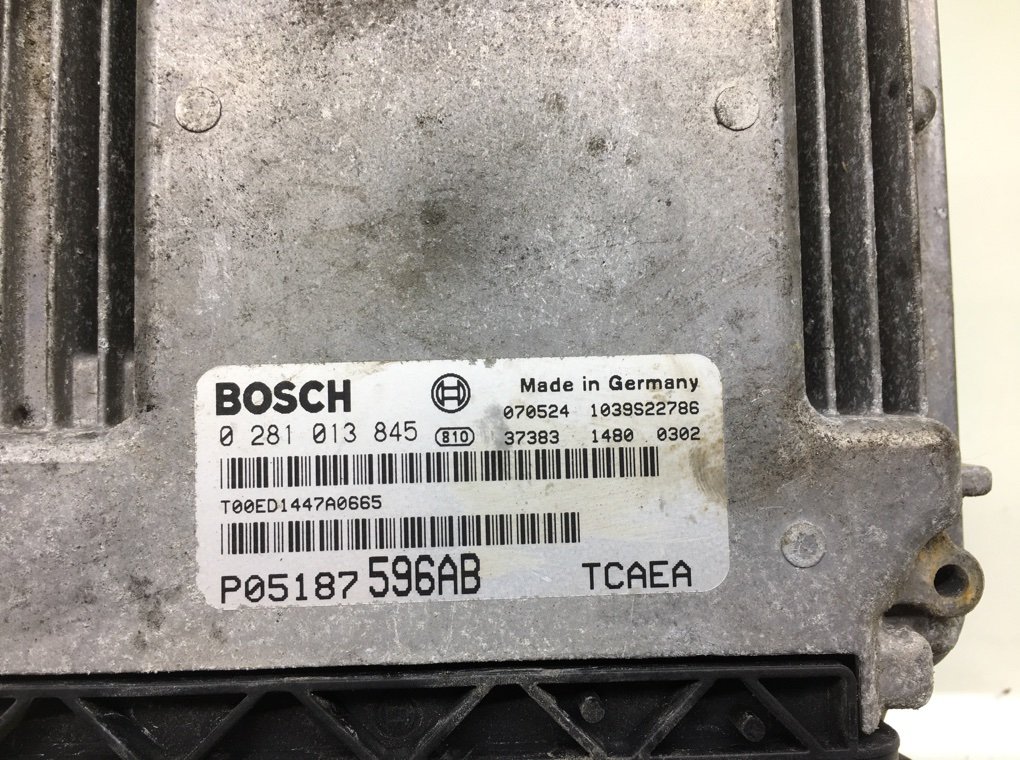 BOSCH Made in Germany
070524 1039S22786
0 281 013 845 810 37383 1480 0302
T00ED1447A0665
P05187596AB TCAEA